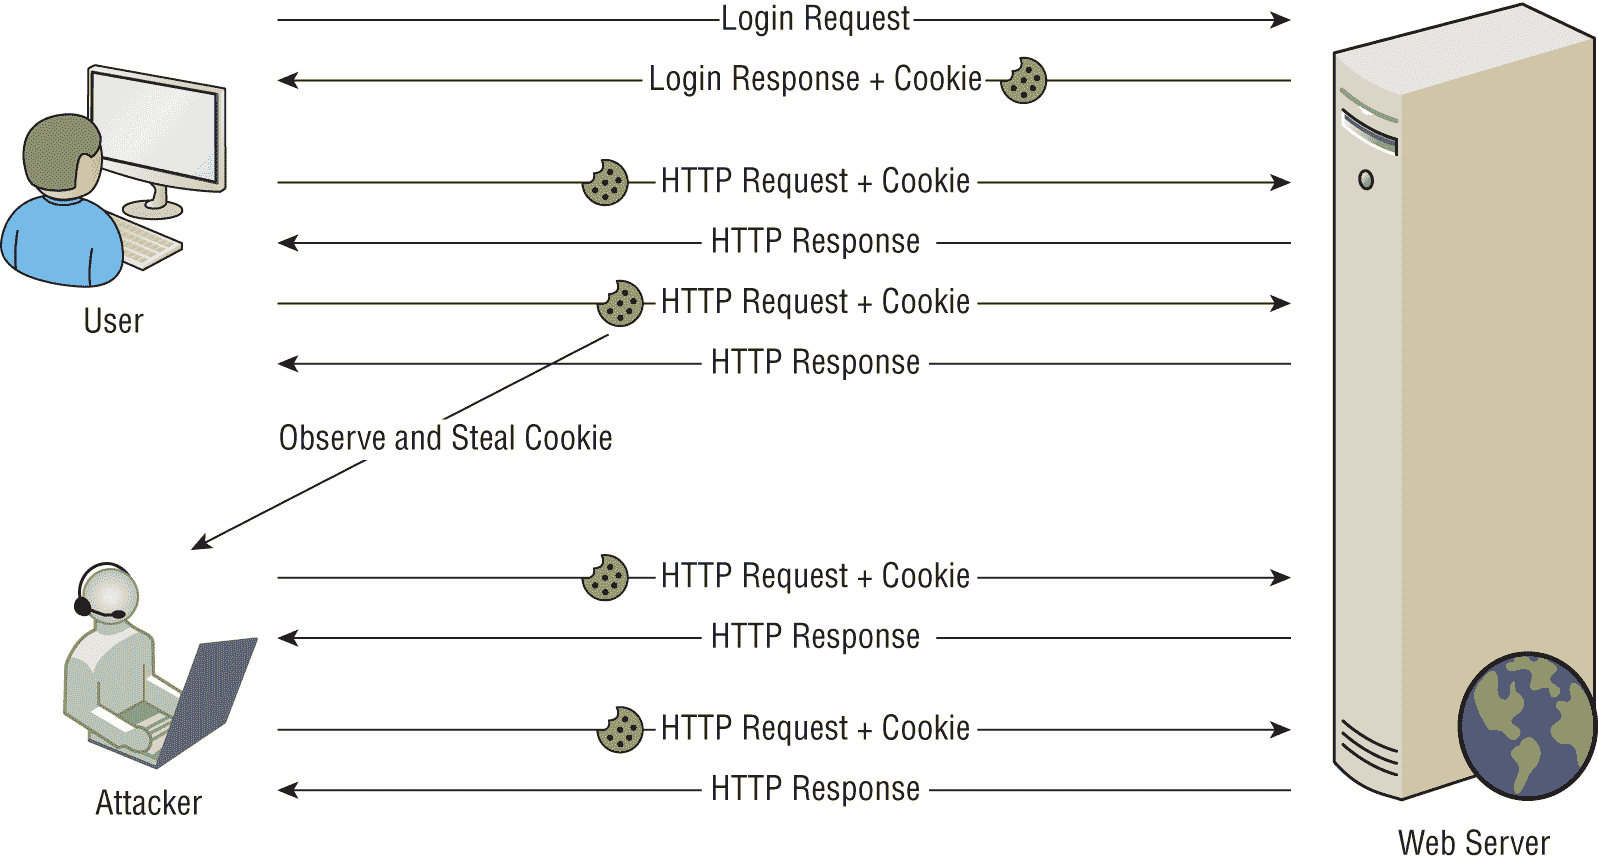 Login Request
Login Response + Cookie
HTTP Request + Cookie
HTTP Response
HTTP Request + Cookie
User
HTTP Response
Observe and Steal Cookie
HTTP Request + Cookie
HTTP Response
HTTP Request + Cookie
HTTP Response
Attacker
Web Server